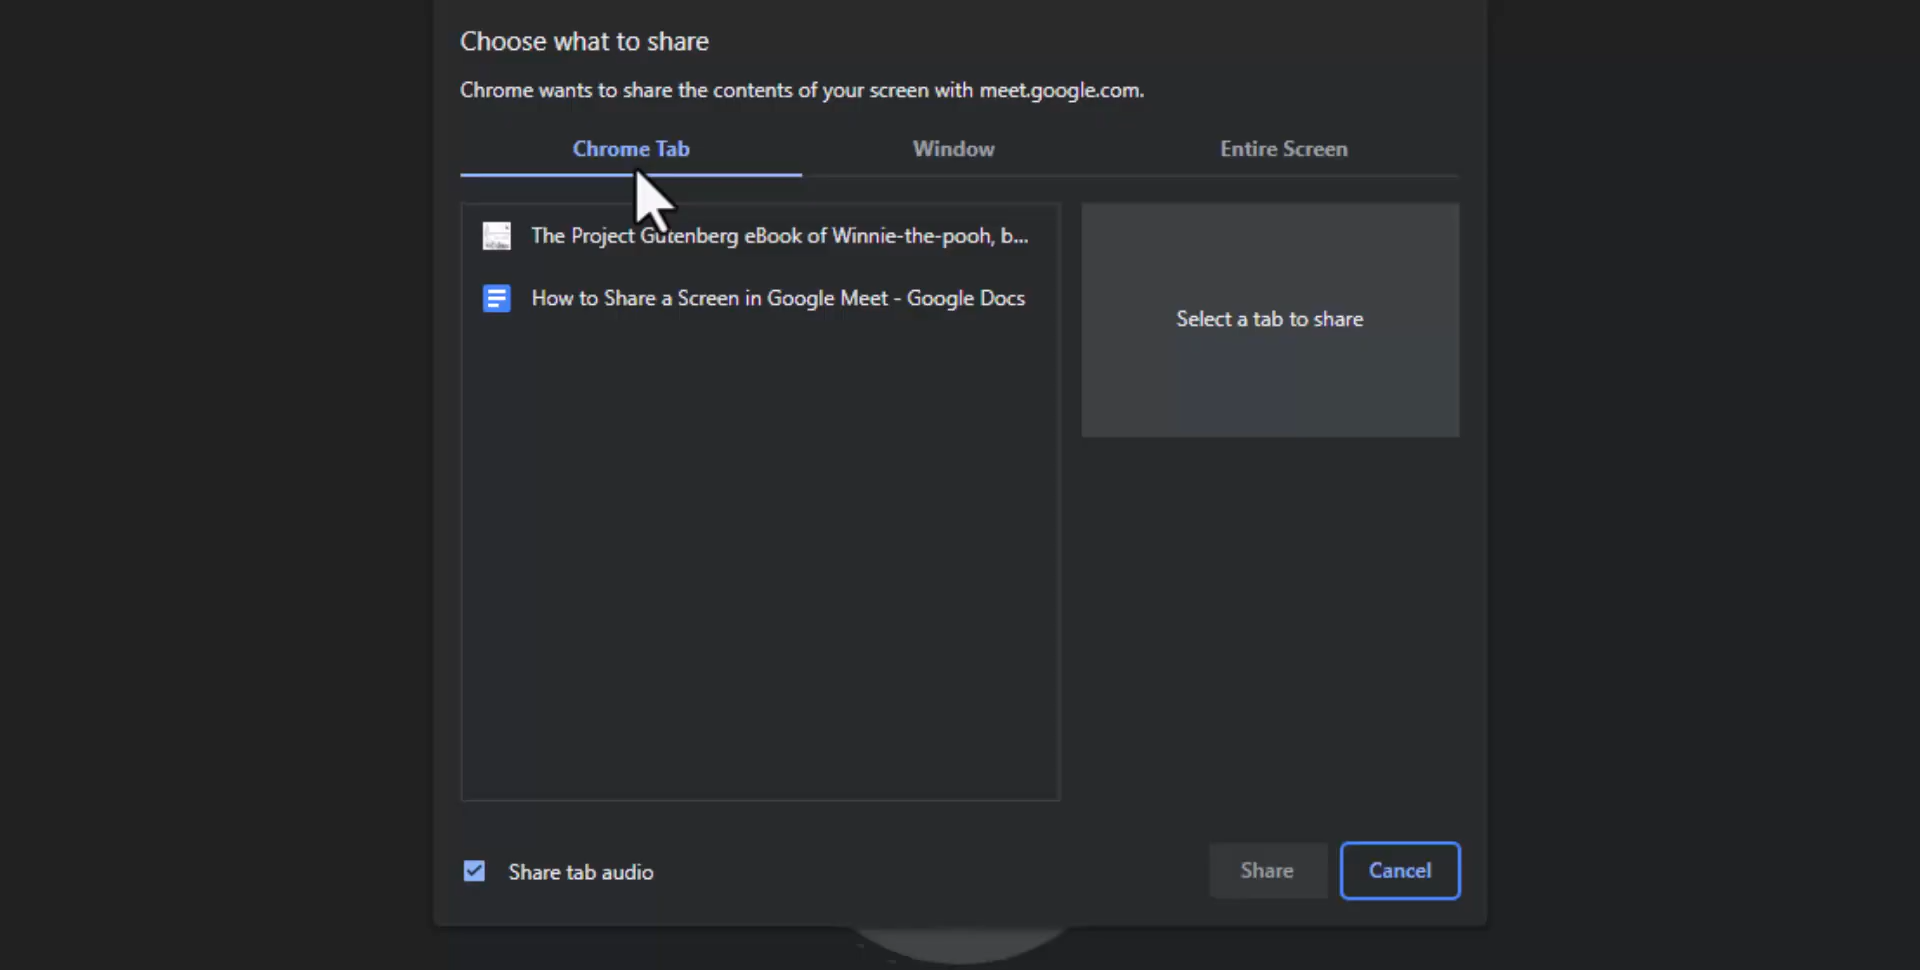 Choose what to share
Chrome wants to share the contents of your screen with meet.google.com.
Chrome Tab
Window
Entire Screen
The Project Gutenberg eBook of Winnie-the-pooh, b...
How to Share a Screen in Google Meet - Google Docs
Select a tab to share
Share tab audio
Share
Cancel